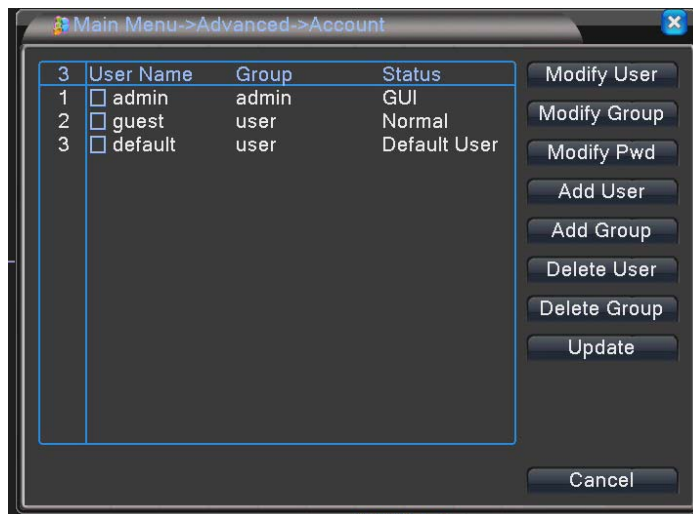 Main Menu->Advanced->Account
3 User Name Group Status
1 admin admin GUI
2 guest user Normal
3 default user Default User
Modify User
Modify Group
Modify Pwd
Add User
Add Group
Delete User
Delete Group
Update
Cancel